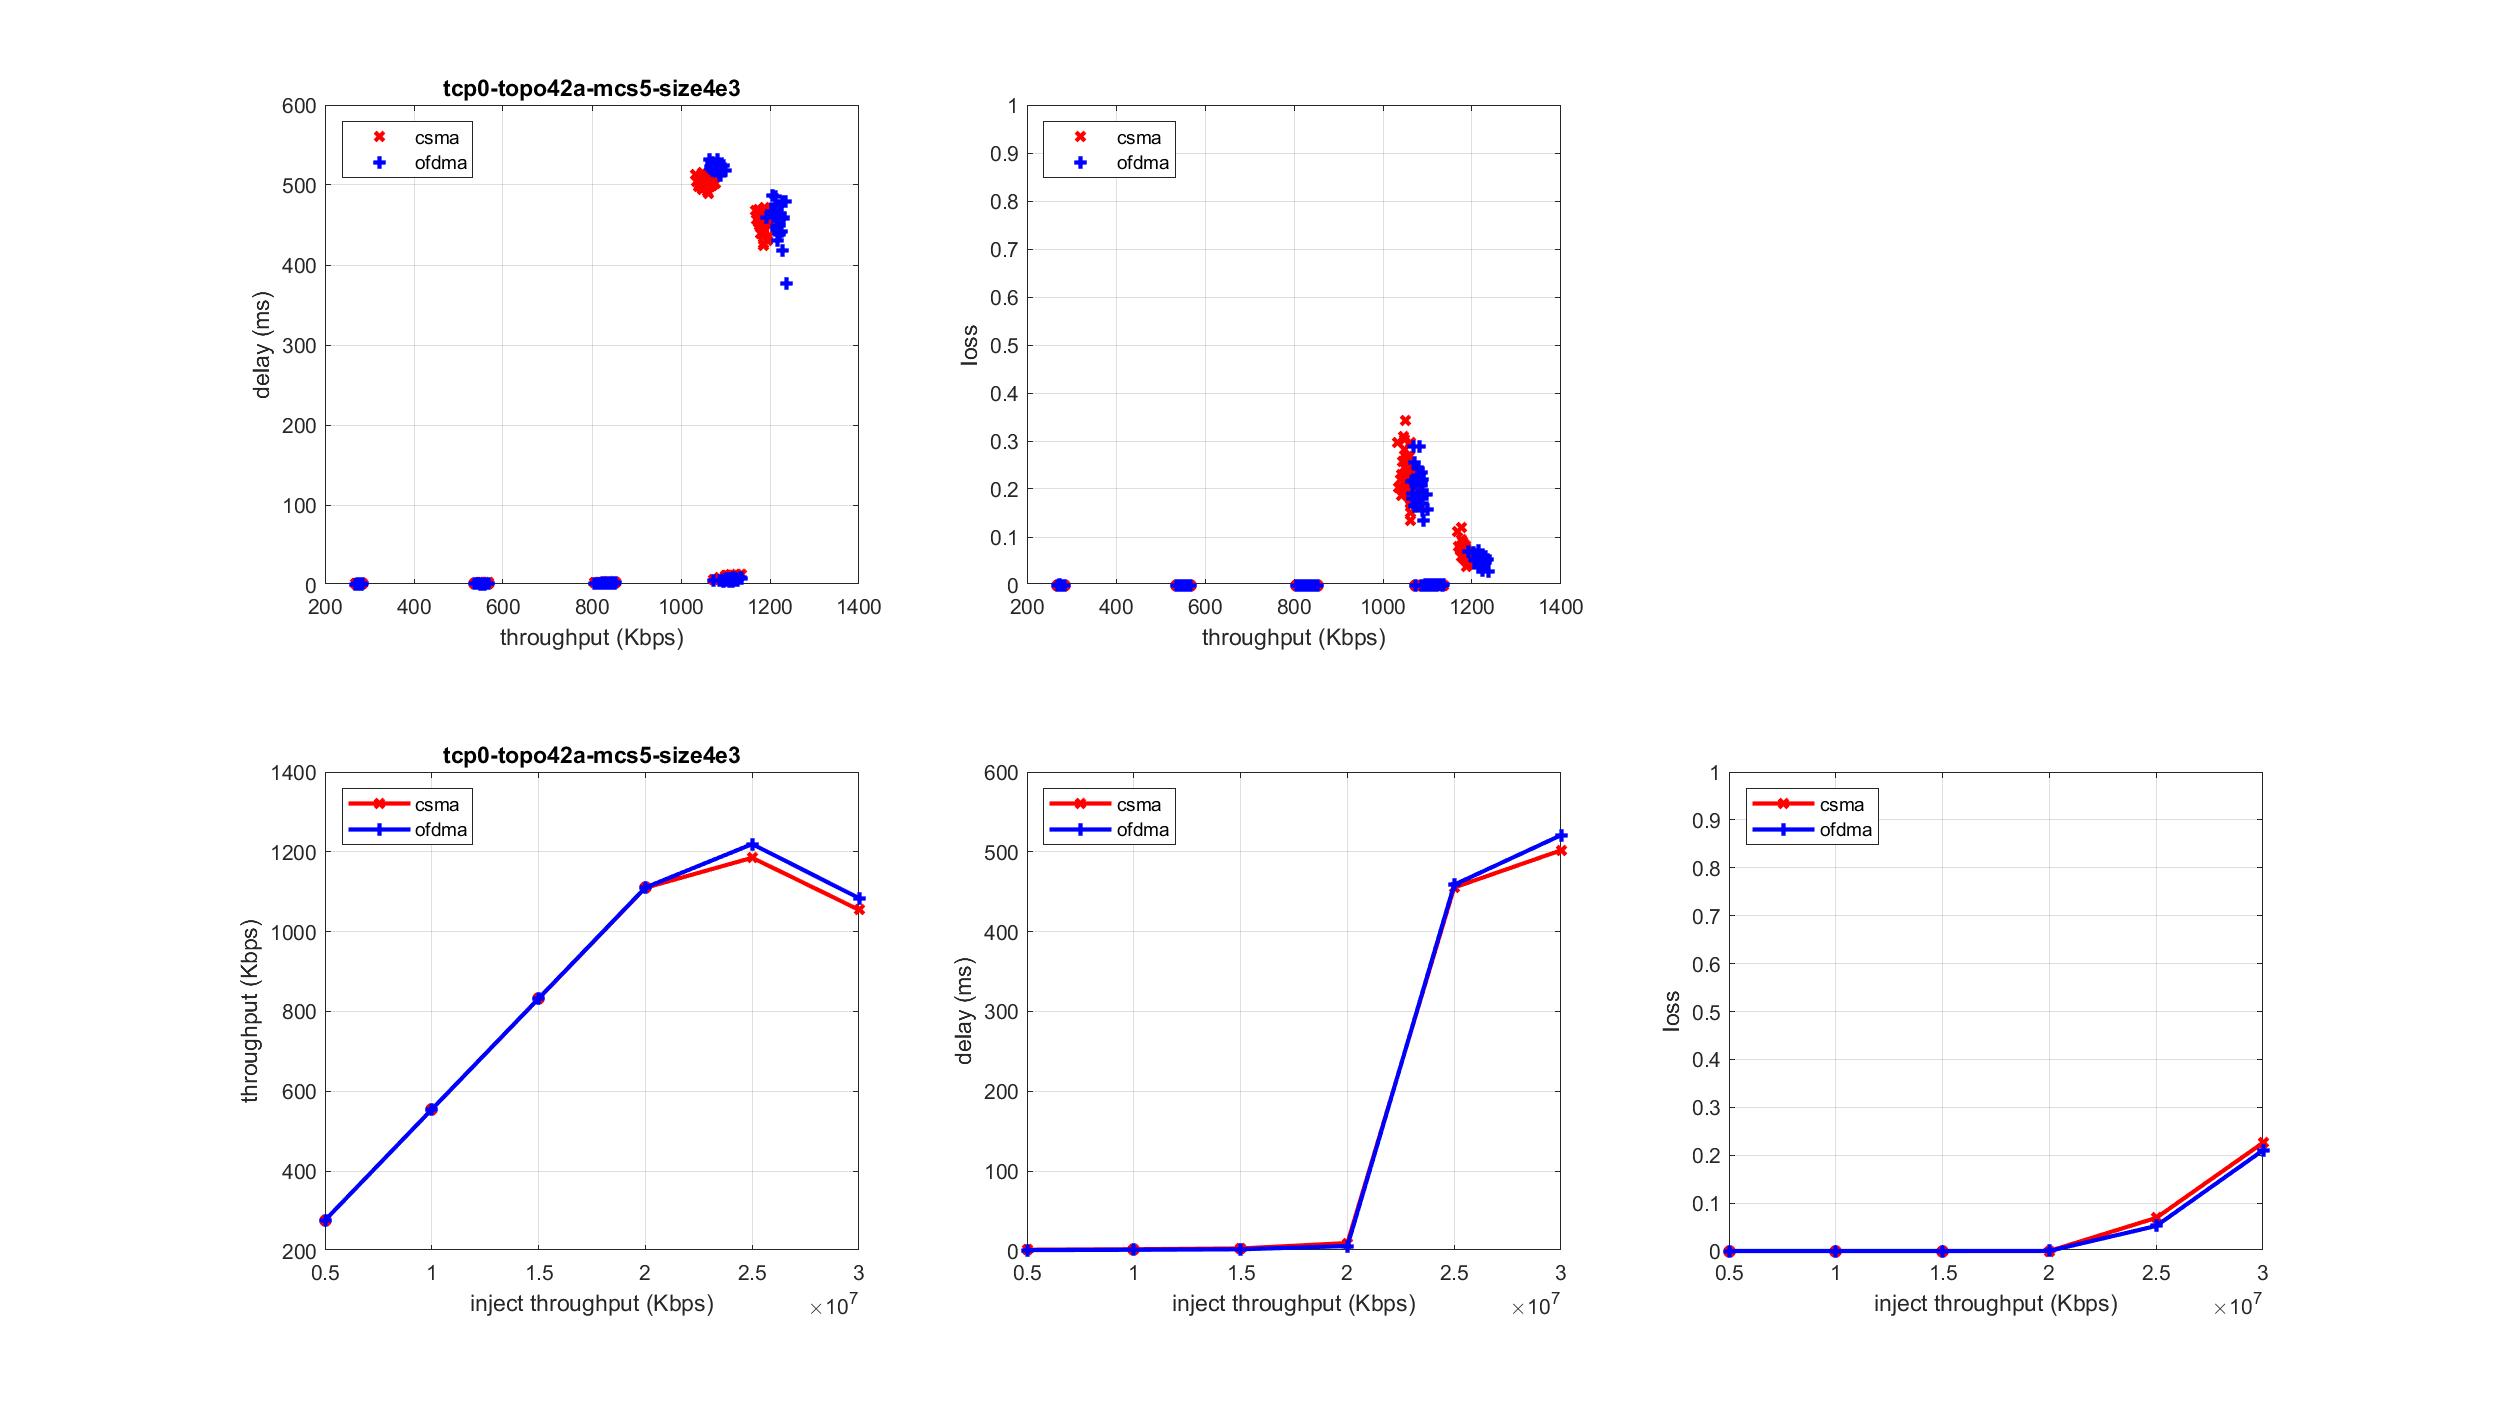 tcp0-topo42a-mcs5-size4e3
600
500
400
300
200
100
0
delay (ms)
csma
ofdma
200 400 600 800 1000 1200 1400
throughput (Kbps)
1
0.9
0.8
0.7
0.6
0.5
0.4
0.3
0.2
0.1
0
loss
csma
ofdma
200 400 600 800 1000 1200 1400
throughput (Kbps)
tcp0-topo42a-mcs5-size4e3
1400
1200
1000
800
600
400
200
throughput (Kbps)
csma
ofdma
0.5 1 1.5 2 2.5 3
inject throughput (Kbps)
×10^7
600
500
400
300
200
100
0
delay (ms)
csma
ofdma
0.5 1 1.5 2 2.5 3
inject throughput (Kbps)
×10^7
1
0.9
0.8
0.7
0.6
0.5
0.4
0.3
0.2
0.1
0
loss
csma
ofdma
0.5 1 1.5 2 2.5 3
inject throughput (Kbps)
×10^7